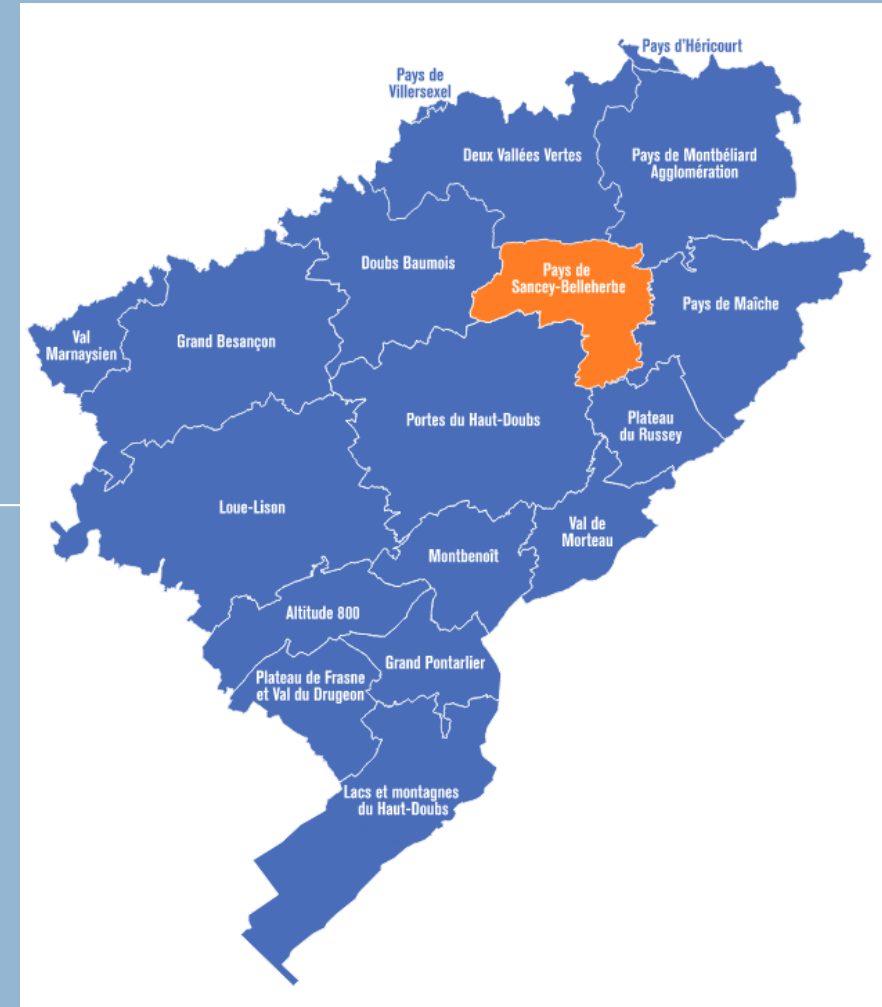 Pays d'Héricourt
Pays de
Villersexel
Deux Vallées Vertes
Pays de Montbéliard
Agglomération
Doubs Baumois
Pays de
Sancey-Belleherbe
Pays de Maîche
Val
Marnaysien
Grand Besançon
Portes du Haut-Doubs
Plateau
du Russey
Loue-Lison
Val de
Morteau
Montbenoît
Altitude 800
Grand Pontarlier
Plateau de Frasne
et Val du Drugeon
Lacs et montagnes
du Haut-Doubs